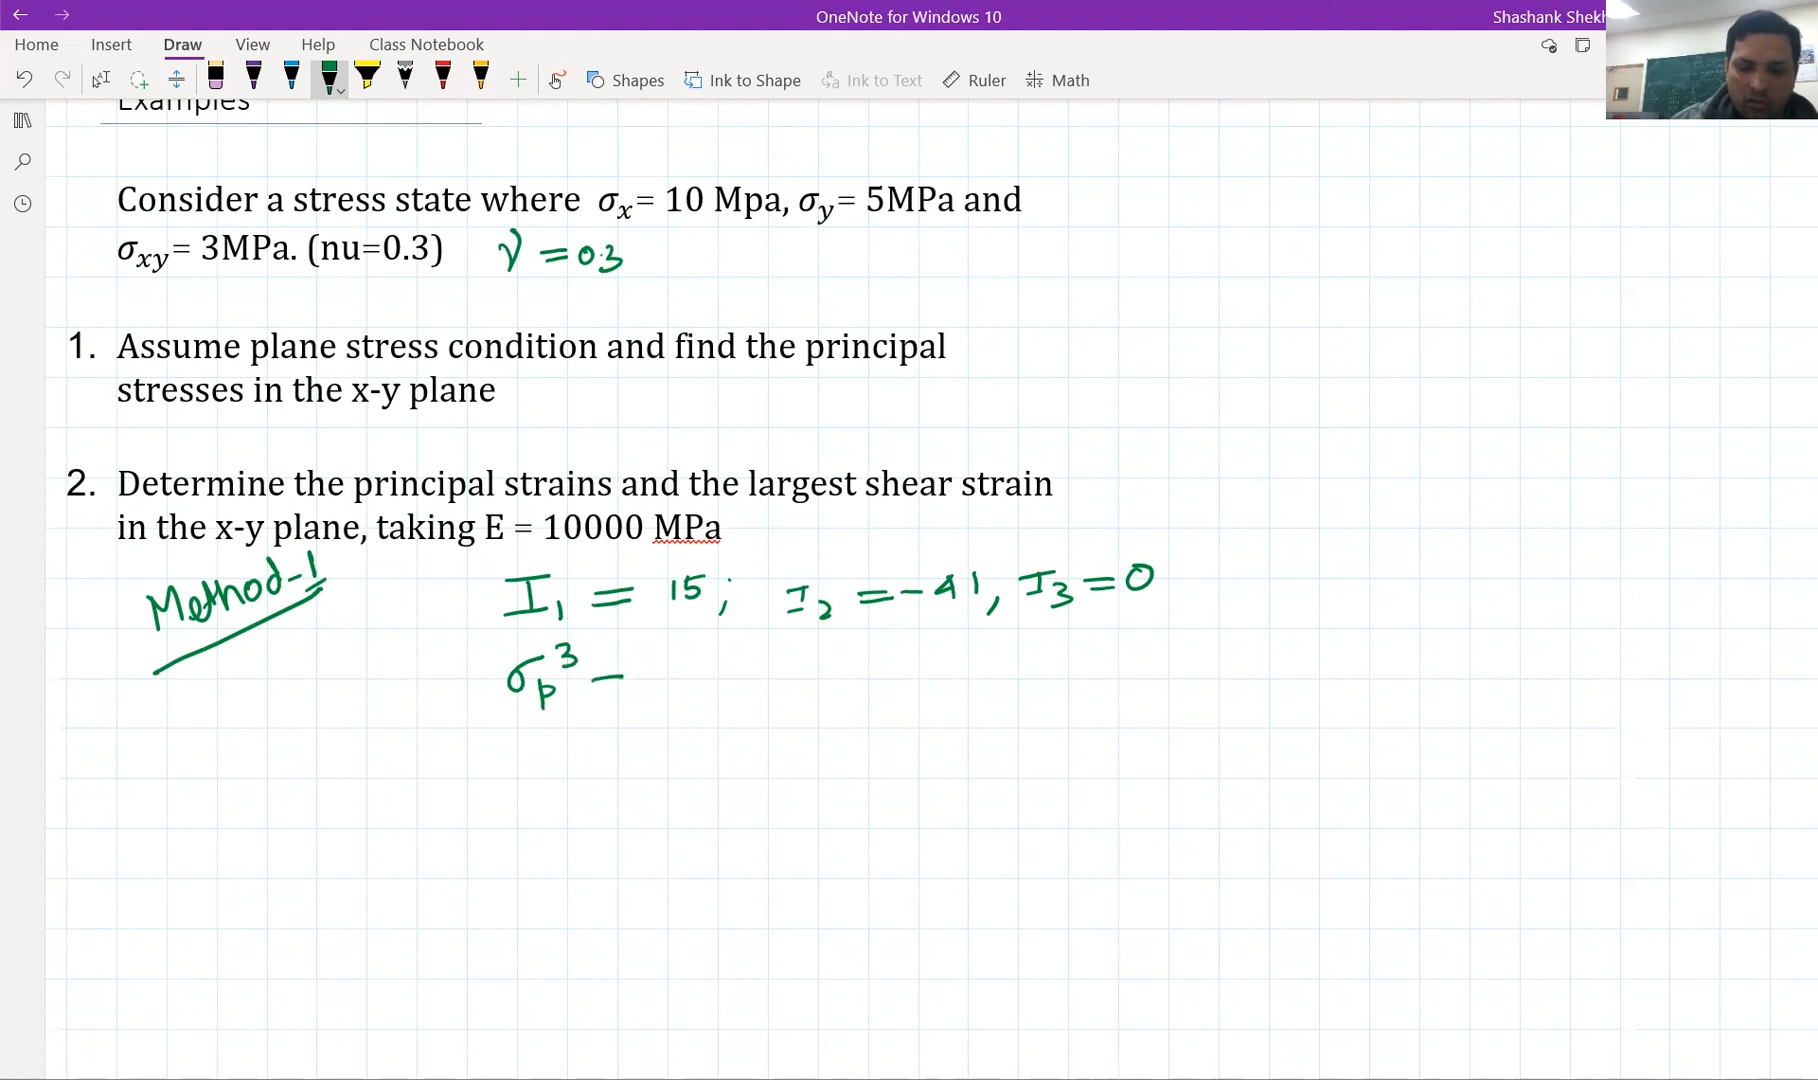 OneNote for Windows 10
Shashank Shekh
Home Insert Draw View Help Class Notebook
Shapes Ink to Shape Ink to Text Ruler Math
Examples
Consider a stress state where σx= 10 Mpa, σy= 5MPa and
σxy= 3MPa. (nu=0.3) ν = 0.3
1. Assume plane stress condition and find the principal
stresses in the x-y plane
2. Determine the principal strains and the largest shear strain
in the x-y plane, taking E = 10000 MPa
Method-1
I₁ = 15; I₂ = -41, I₃ = 0
σp³ -